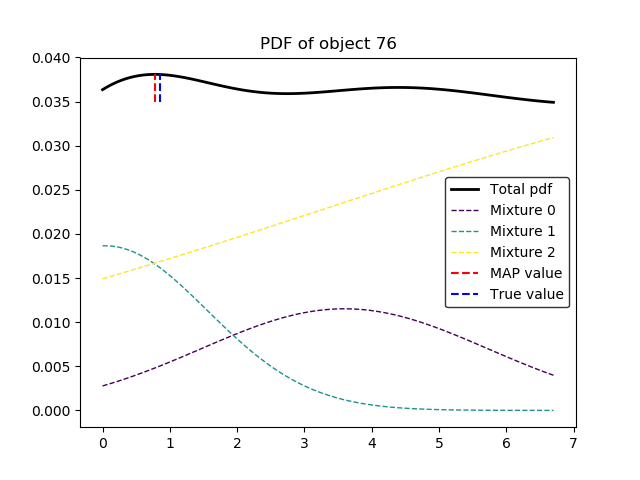 PDF of object 76
0.040
0.035
0.030
0.025
0.020
0.015
0.010
0.005
0.000
Total pdf
Mixture 0
Mixture 1
Mixture 2
MAP value
True value
0 1 2 3 4 5 6 7